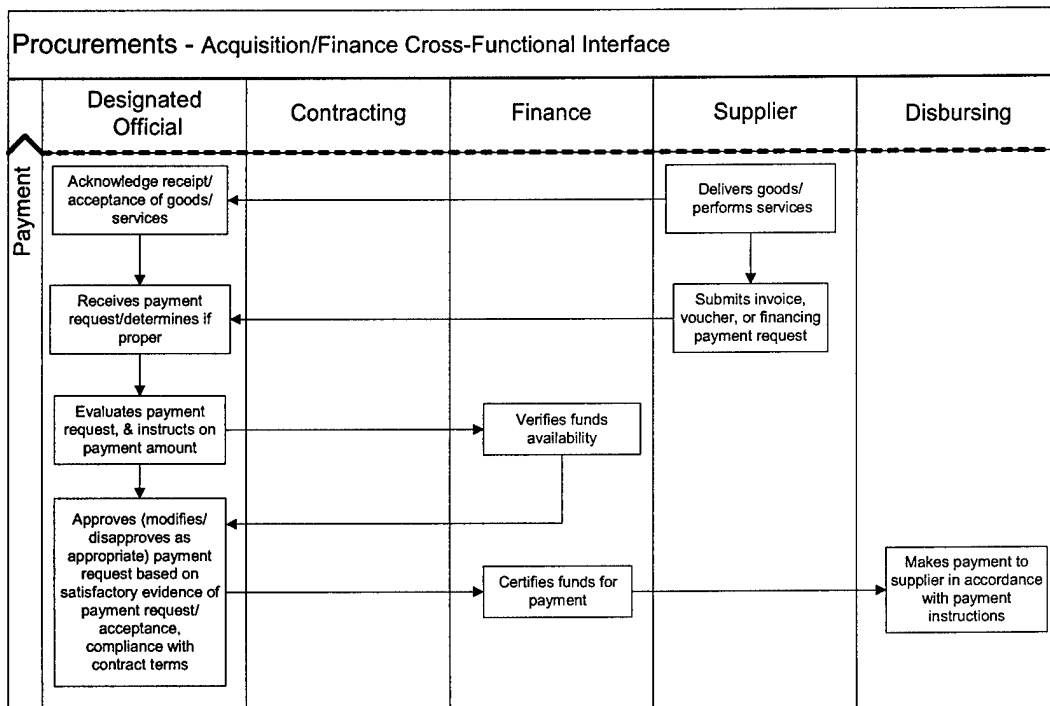 Procurements - Acquisition/Finance Cross-Functional Interface
Designated
Official
Contracting
Finance
Supplier
Disbursing
Payment
Acknowledge receipt/
acceptance of goods/
services
Delivers goods/
performs services
Receives payment
request/determines if
proper
Submits invoice,
voucher, or financing
payment request
Evaluates payment
request, & instructs on
payment amount
Verifies funds
availability
Approves (modifies/
disapproves as
appropriate) payment
request based on
satisfactory evidence of
payment request/
acceptance,
compliance with
contract terms
Certifies funds for
payment
Makes payment to
supplier in accordance
with payment
instructions